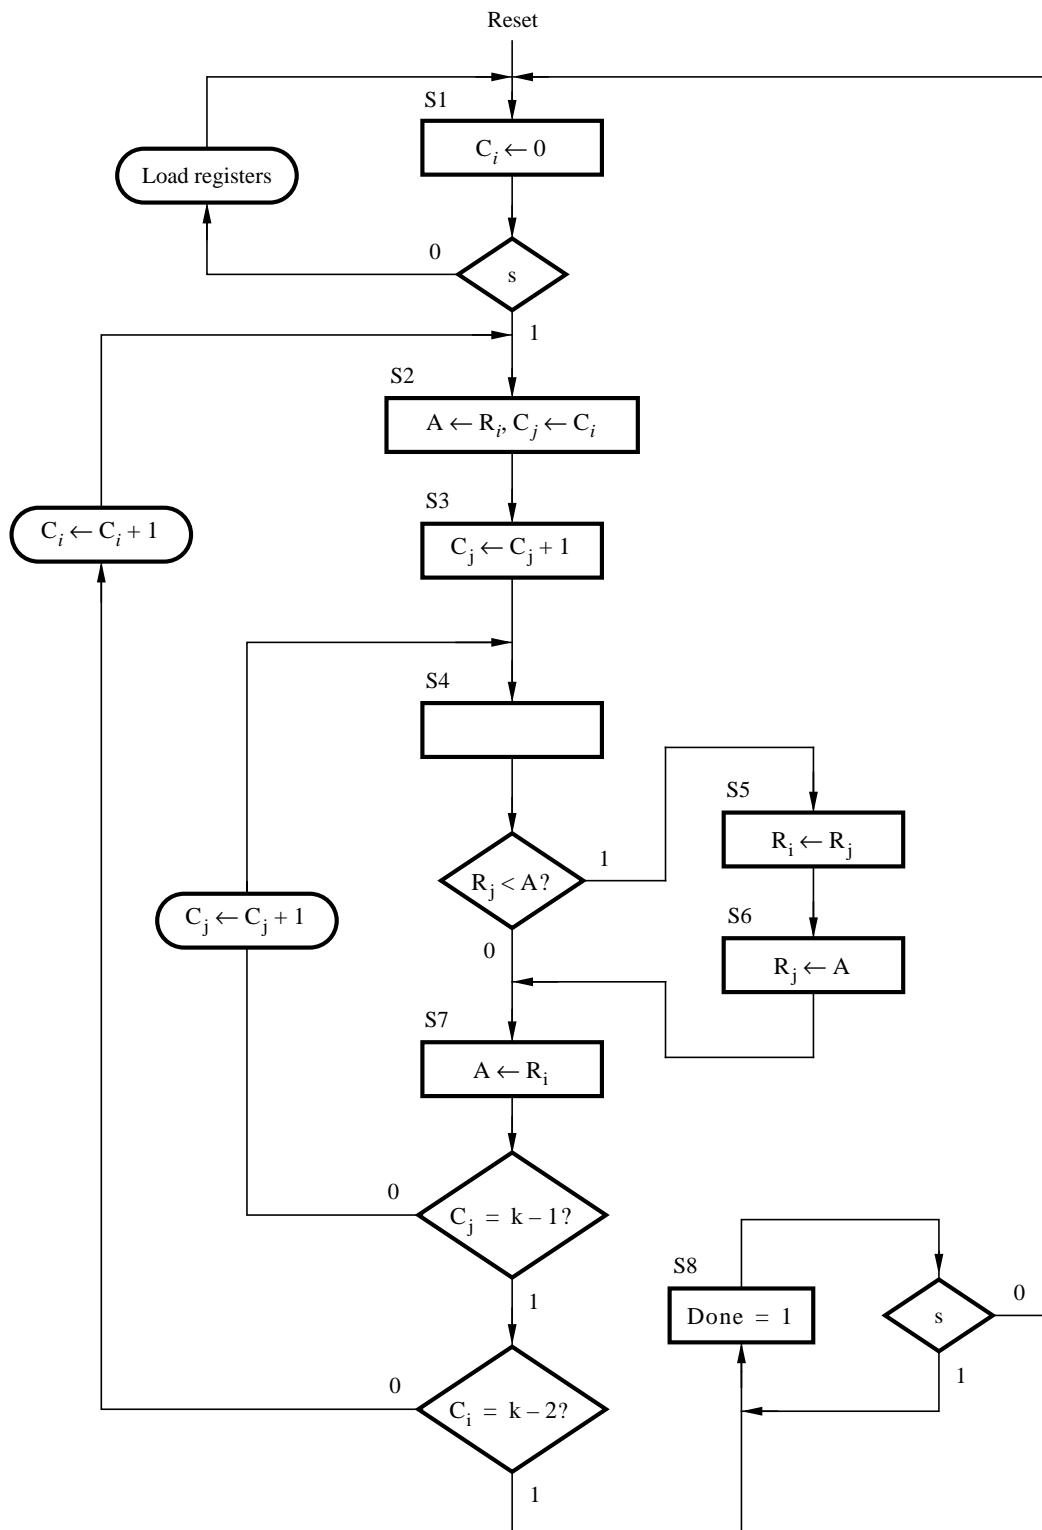 Reset
S1
C_i ← 0
Load registers
0
s
1
S2
A ← R_i, C_j ← C_i
S3
C_i ← C_i + 1
C_j ← C_j + 1
S4
S5
R_i ← R_j
1
R_j < A?
C_j ← C_j + 1
S6
0
R_j ← A
S7
A ← R_i
0
C_j = k – 1?
S8
Done = 1
s
0
1
1
0
C_i = k – 2?
1